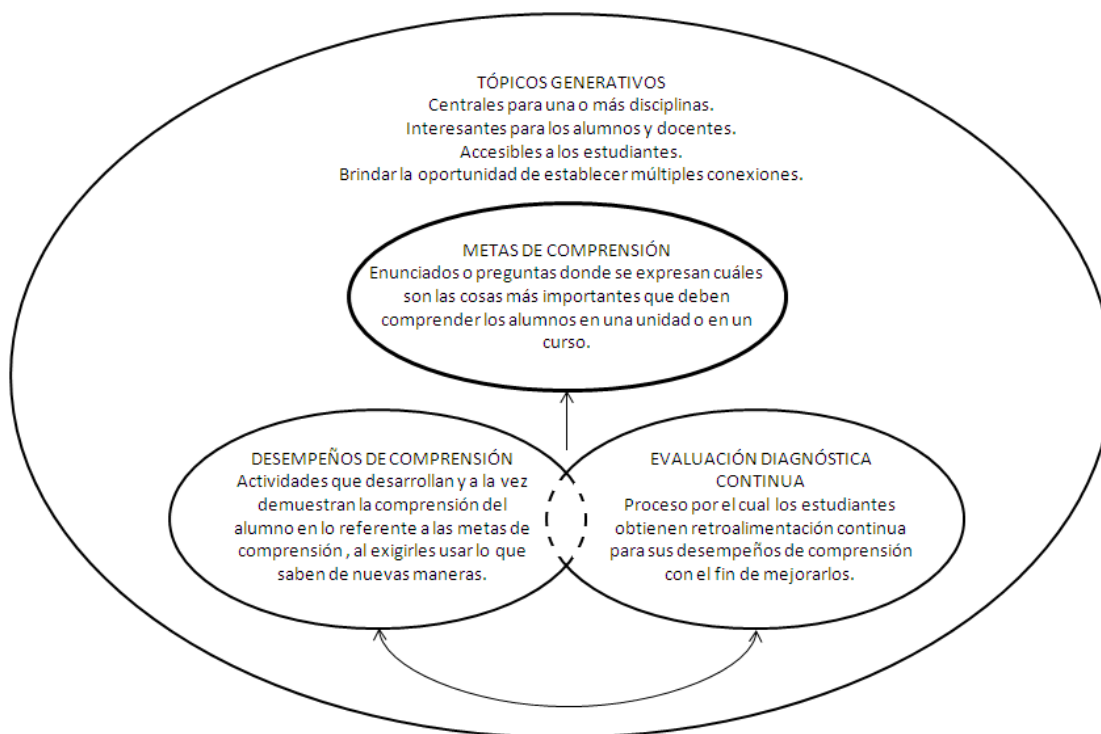 TÓPICOS GENERATIVOS
Centrales para una o más disciplinas.
Interesantes para los alumnos y docentes.
Accesibles a los estudiantes.
Brindar la oportunidad de establecer múltiples conexiones.
METAS DE COMPRENSIÓN
Enunciados o preguntas donde se expresan cuáles
son las cosas más importantes que deben
comprender los alumnos en una unidad o en un
curso.
DESEMPEÑOS DE COMPRENSIÓN
Actividades que desarrollan y a la vez
demuestran la comprensión del
alumno en lo referente a las metas de
comprensión , al exigirles usar lo que
saben de nuevas maneras.
EVALUACIÓN DIAGNÓSTICA
CONTINUA
Proceso por el cual los estudiantes
obtienen retroalimentación continua
para sus desempeños de comprensión
con el fin de mejorarlos.